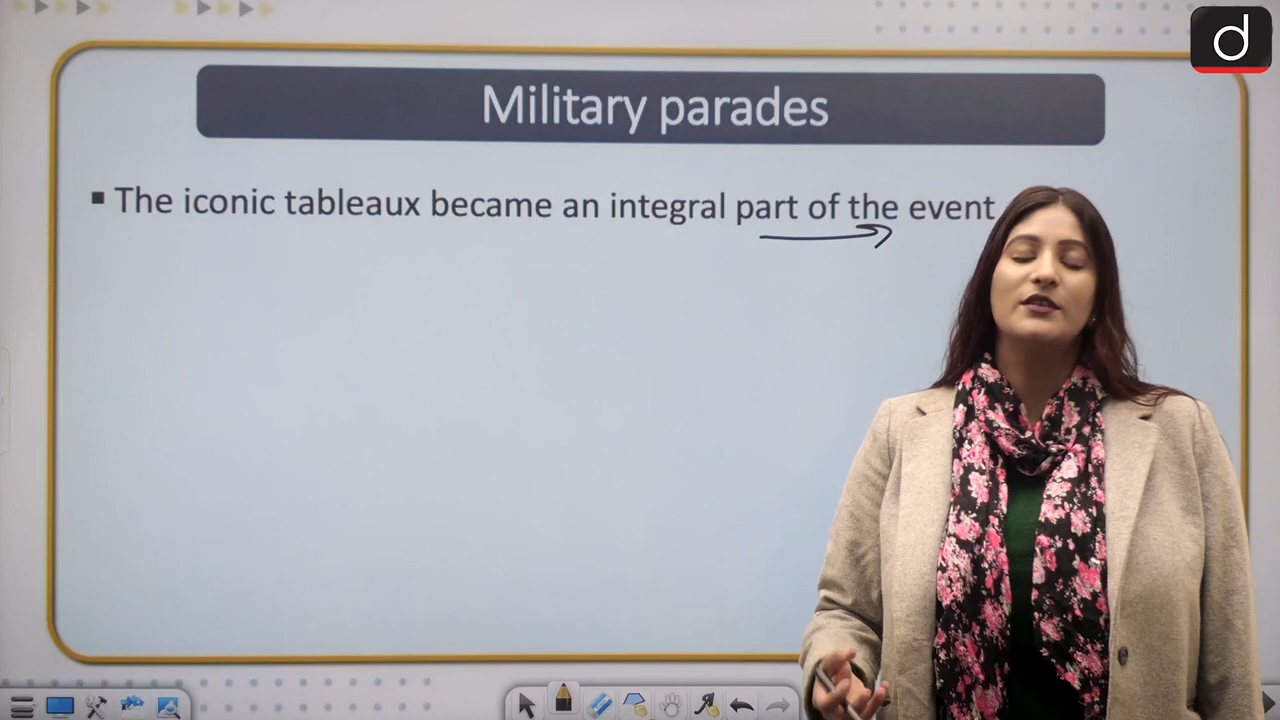 d
Military parades
▪ The iconic tableaux became an integral part of the event